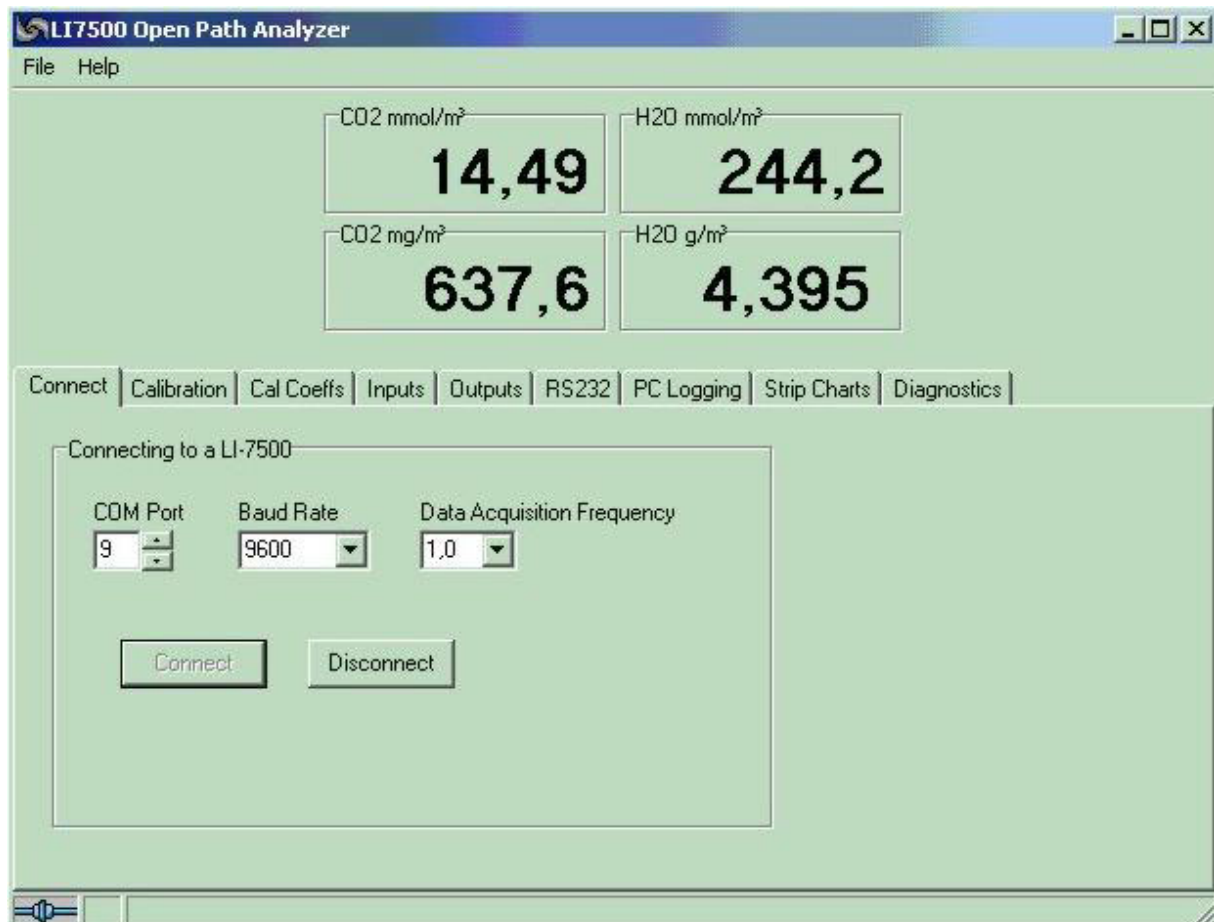 LI7500 Open Path Analyzer
File Help
CO2 mmol/m³ H2O mmol/m³
14,49 244,2
CO2 mg/m³ H2O g/m³
637,6 4,395
Connect Calibration Cal Coeffs Inputs Outputs RS232 PC Logging Strip Charts Diagnostics
Connecting to a LI-7500
COM Port Baud Rate Data Acquisition Frequency
9 9600 1,0
Connect Disconnect